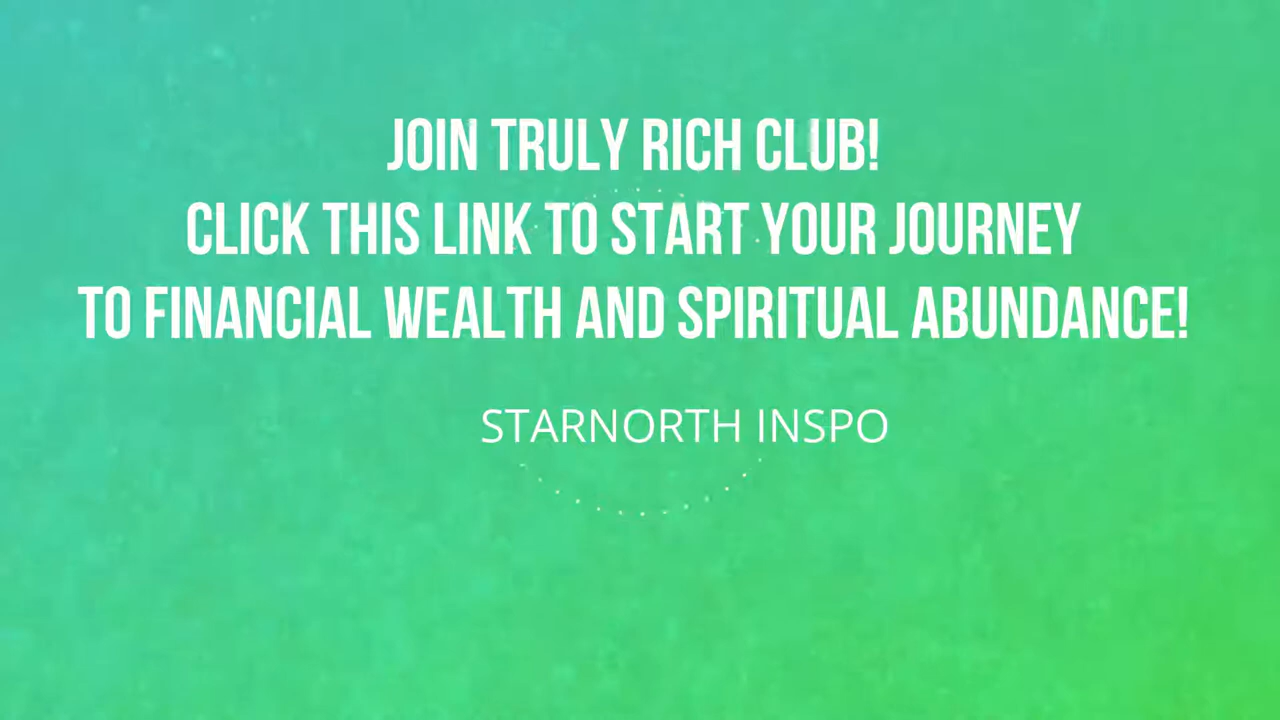 JOIN TRULY RICH CLUB!
CLICK THIS LINK TO START YOUR JOURNEY
TO FINANCIAL WEALTH AND SPIRITUAL ABUNDANCE!
STARNORTH INSPO